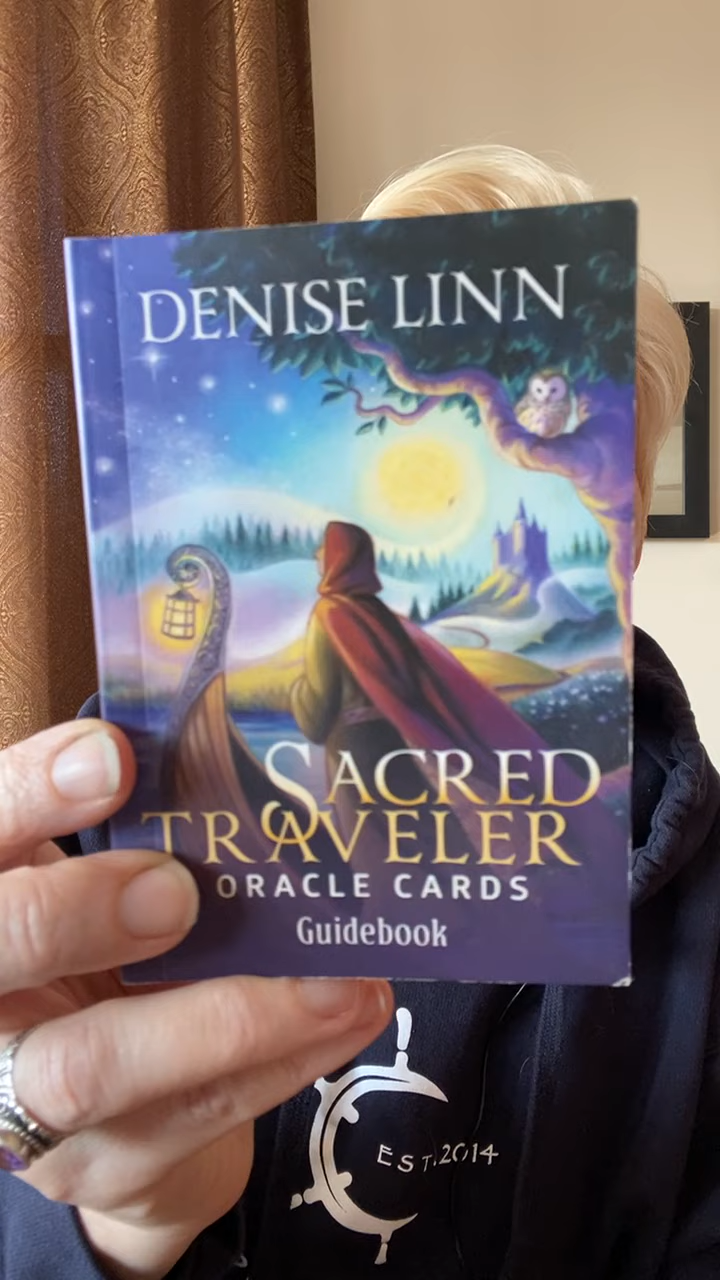 DENISE LINN
SACRED
TRAVELER
ORACLE CARDS
Guidebook
EST. 2014